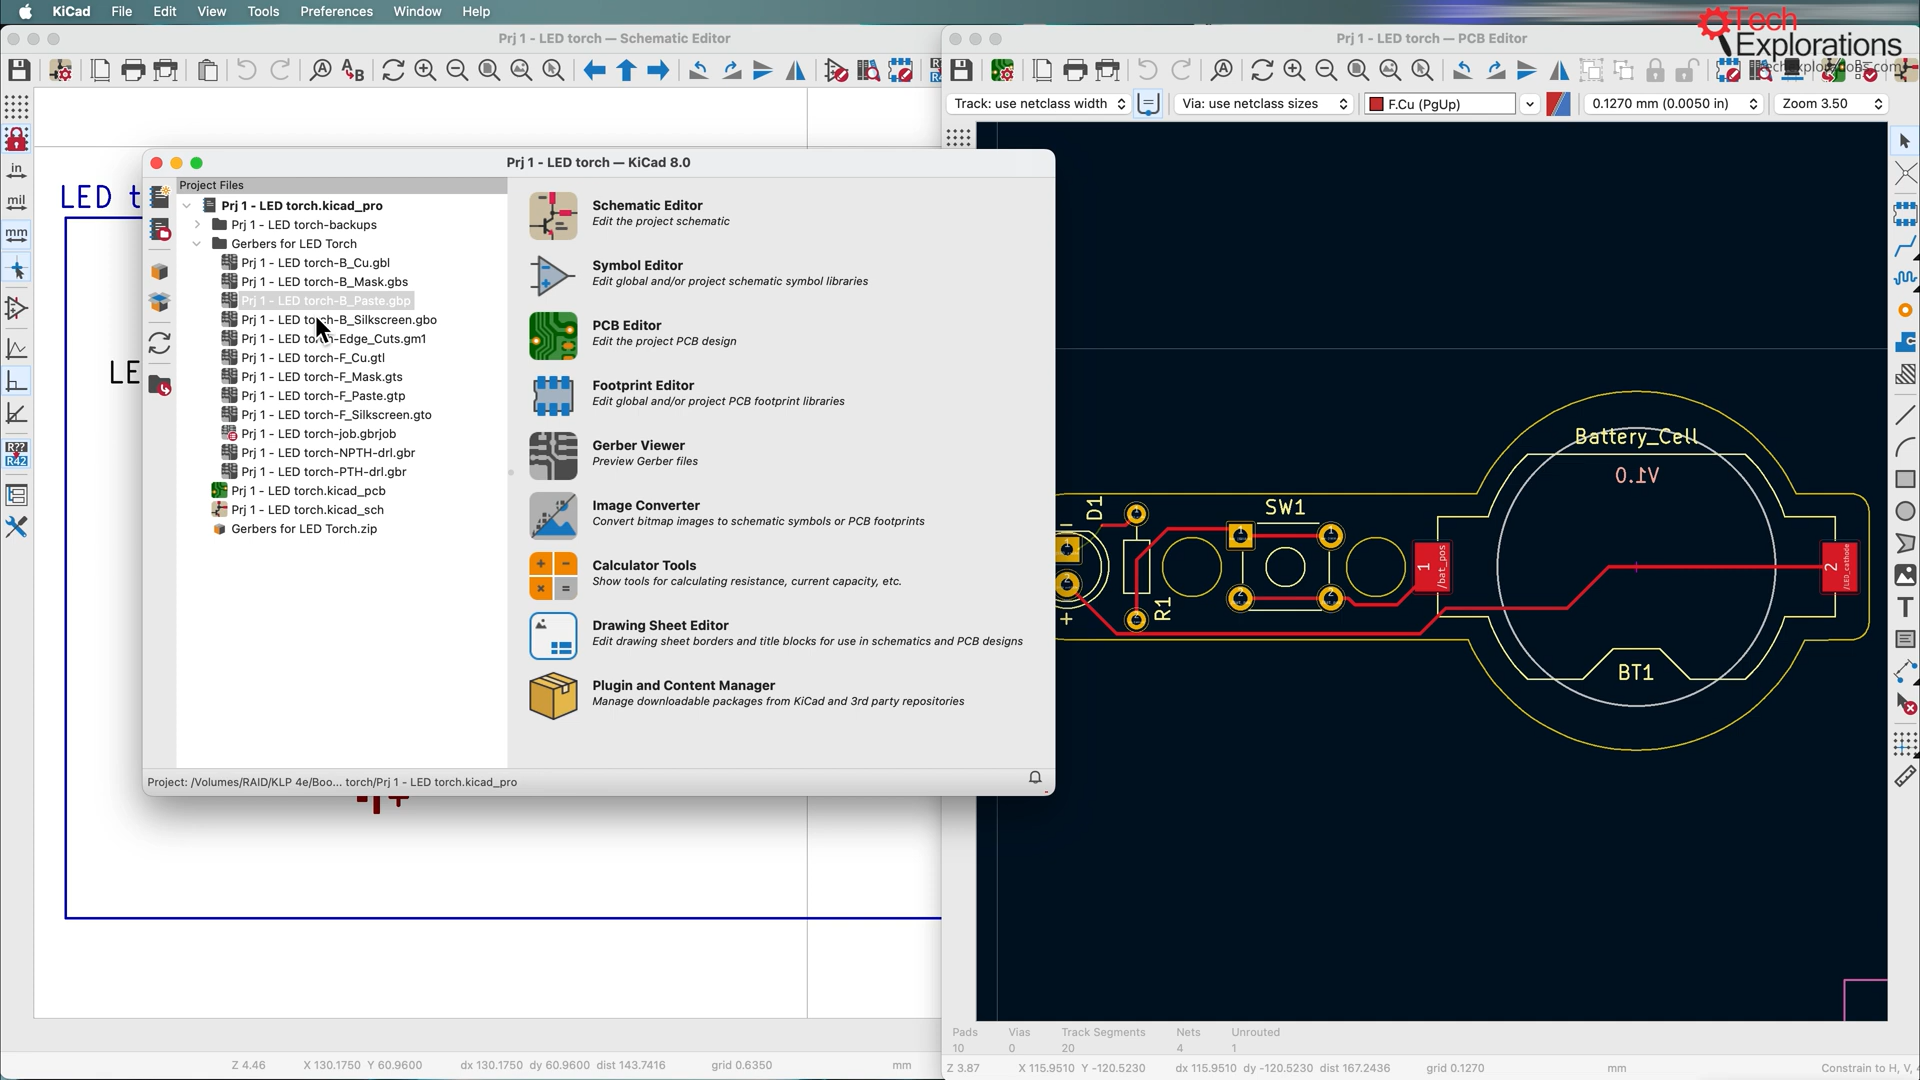 KiCad File Edit View Tools Preferences Window Help
Tech
Explorations
Prj 1 - LED torch — Schematic Editor
Prj 1 - LED torch — PCB Editor
Track: use netclass width
Via: use netclass sizes
F.Cu (PgUp)
0.1270 mm (0.0050 in)
Zoom 3.50
in
mil
mm
R??
R42
LED t
LE
Prj 1 - LED torch — KiCad 8.0
Project Files
Prj 1 - LED torch.kicad_pro
Prj 1 - LED torch-backups
Gerbers for LED Torch
Prj 1 - LED torch-B_Cu.gbl
Prj 1 - LED torch-B_Mask.gbs
Prj 1 - LED torch-B_Paste.gbp
Prj 1 - LED torch-B_Silkscreen.gbo
Prj 1 - LED torch-Edge_Cuts.gm1
Prj 1 - LED torch-F_Cu.gtl
Prj 1 - LED torch-F_Mask.gts
Prj 1 - LED torch-F_Paste.gtp
Prj 1 - LED torch-F_Silkscreen.gto
Prj 1 - LED torch-job.gbrjob
Prj 1 - LED torch-NPTH-drl.gbr
Prj 1 - LED torch-PTH-drl.gbr
Prj 1 - LED torch.kicad_pcb
Prj 1 - LED torch.kicad_sch
Gerbers for LED Torch.zip
Schematic Editor
Edit the project schematic
Symbol Editor
Edit global and/or project schematic symbol libraries
PCB Editor
Edit the project PCB design
Footprint Editor
Edit global and/or project PCB footprint libraries
Gerber Viewer
Preview Gerber files
Image Converter
Convert bitmap images to schematic symbols or PCB footprints
Calculator Tools
Show tools for calculating resistance, current capacity, etc.
Drawing Sheet Editor
Edit drawing sheet borders and title blocks for use in schematics and PCB designs
Plugin and Content Manager
Manage downloadable packages from KiCad and 3rd party repositories
Project: /Volumes/RAID/KLP 4e/Boo... torch/Prj 1 - LED torch.kicad_pro
Battery_Cell
V1.0
D1
SW1
R1
1
/bat_pos
2
/LED_cathode
BT1
Pads Vias Track Segments Nets Unrouted
10 0 20 4 1
Z 4.46 X 130.1750 Y 60.9600 dx 130.1750 dy 60.9600 dist 143.7416 grid 0.6350 mm
Z 3.87 X 115.9510 Y -120.5230 dx 115.9510 dy -120.5230 dist 167.2436 grid 0.1270 mm Constrain to H, V,